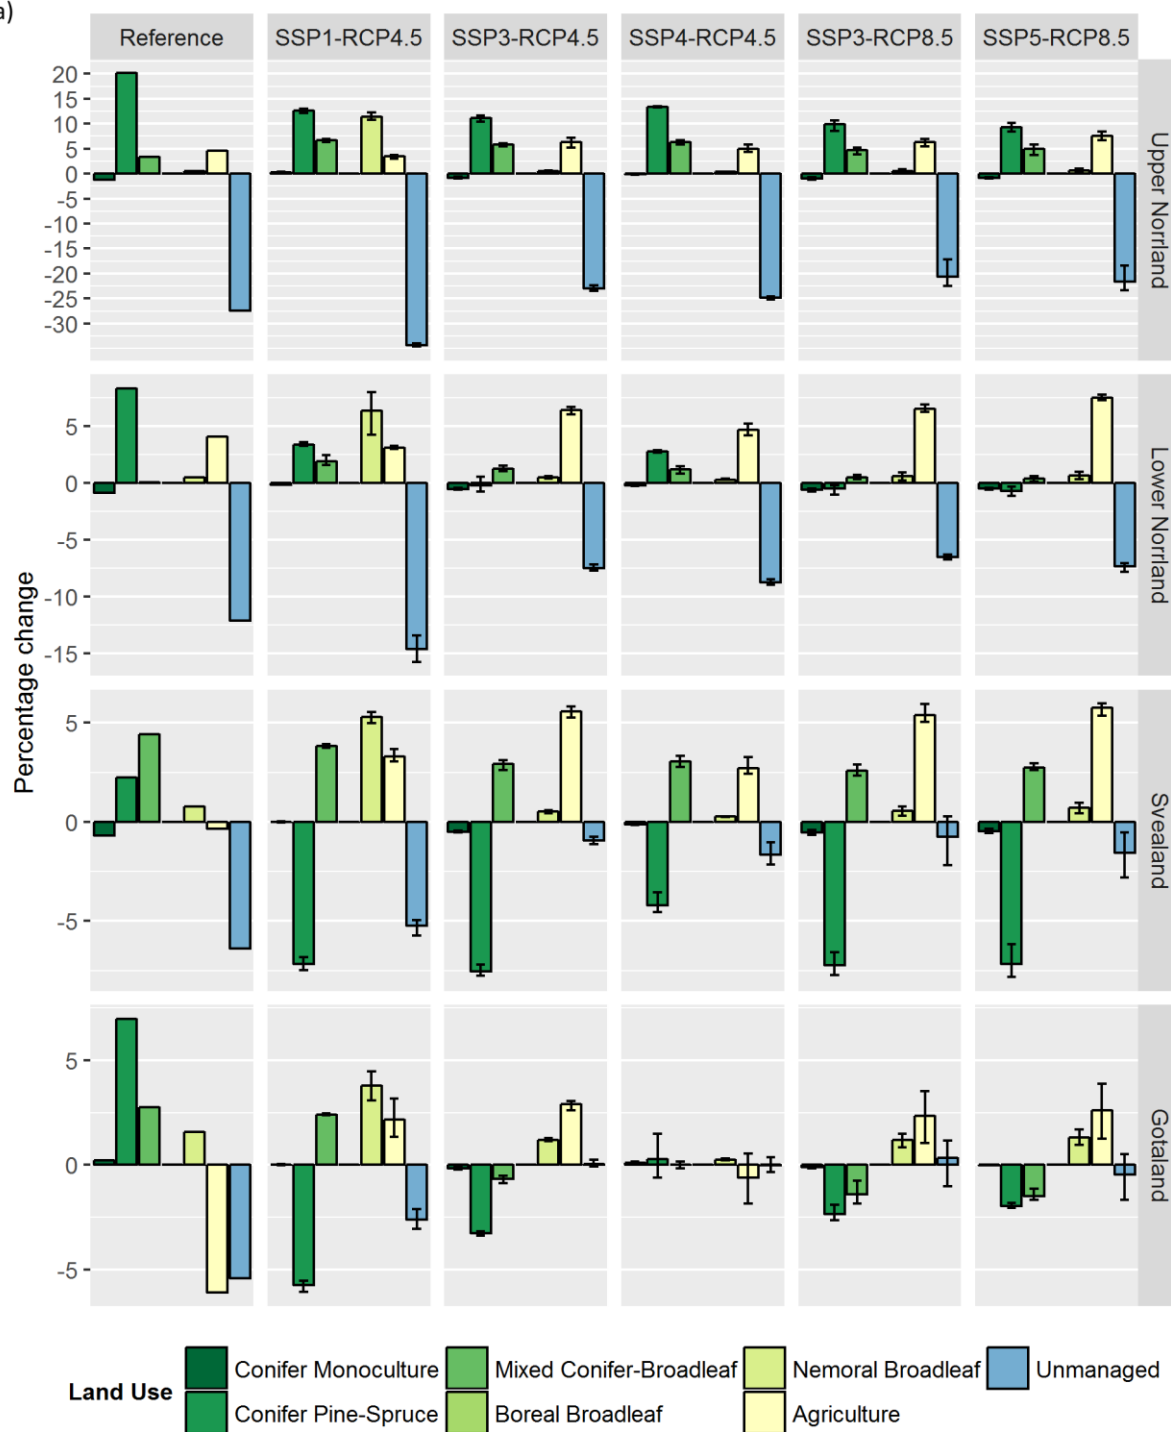 a)
Reference SSP1-RCP4.5 SSP3-RCP4.5 SSP4-RCP4.5 SSP3-RCP8.5 SSP5-RCP8.5
20
15
10
5
0
-5
-10
-15
-20
-25
-30
Upper Norrland
5
0
-5
-10
-15
Lower Norrland
Percentage change
5
0
-5
Svealand
5
0
-5
Gotaland
Land Use
Conifer Monoculture Mixed Conifer-Broadleaf Nemoral Broadleaf Unmanaged
Conifer Pine-Spruce Boreal Broadleaf Agriculture